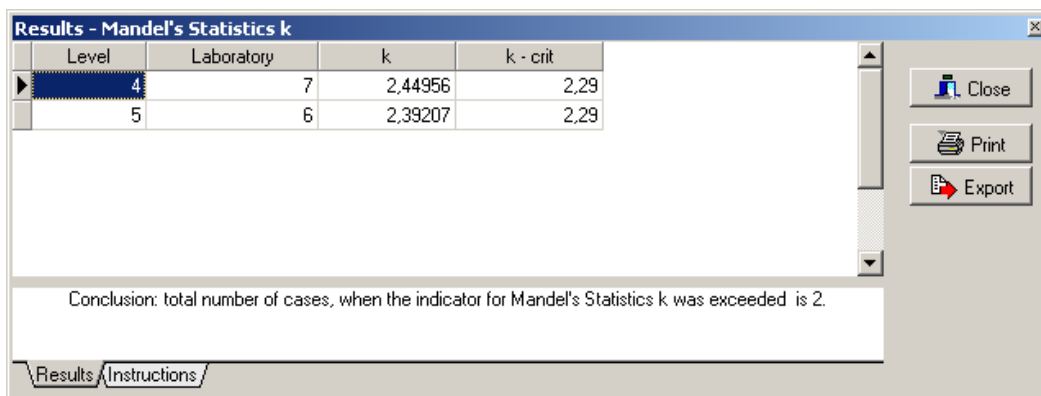 Results - Mandel's Statistics k
Level Laboratory k k - crit
4 7 2,44956 2,29
5 6 2,39207 2,29
Close
Print
Export
Conclusion: total number of cases, when the indicator for Mandel's Statistics k was exceeded is 2.
Results Instructions